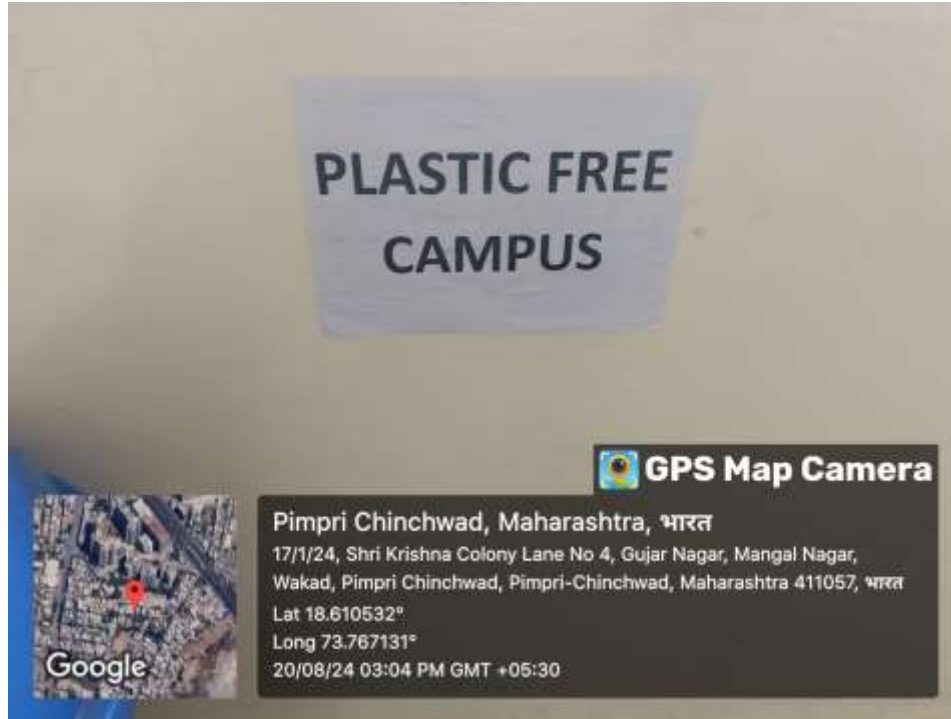 PLASTIC FREE
CAMPUS
GPS Map Camera
Pimpri Chinchwad, Maharashtra, भारत
17/1/24, Shri Krishna Colony Lane No 4, Gujar Nagar, Mangal Nagar,
Wakad, Pimpri Chinchwad, Pimpri-Chinchwad, Maharashtra 411057, भारत
Lat 18.610532°
Long 73.767131°
20/08/24 03:04 PM GMT +05:30
Google